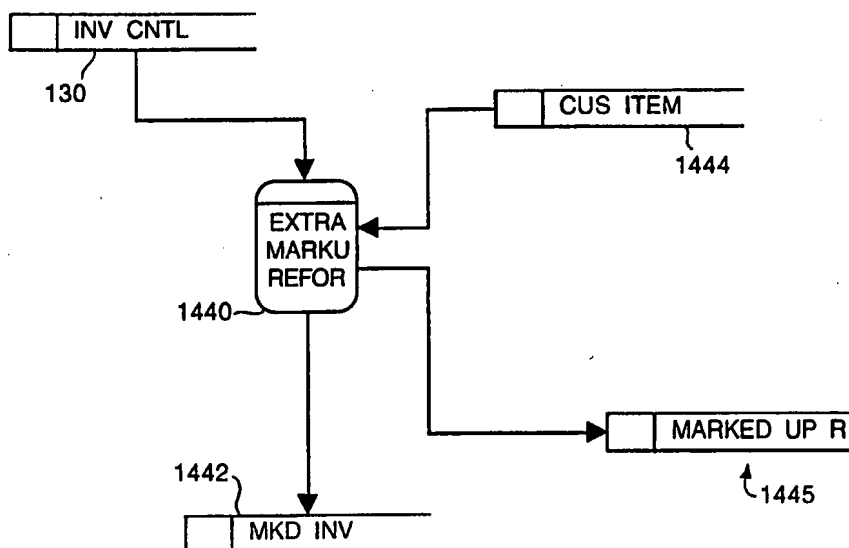 INV CNTL
130
CUS ITEM
1444
EXTRA
MARKU
REFOR
1440
MARKED UP R
1445
1442
MKD INV